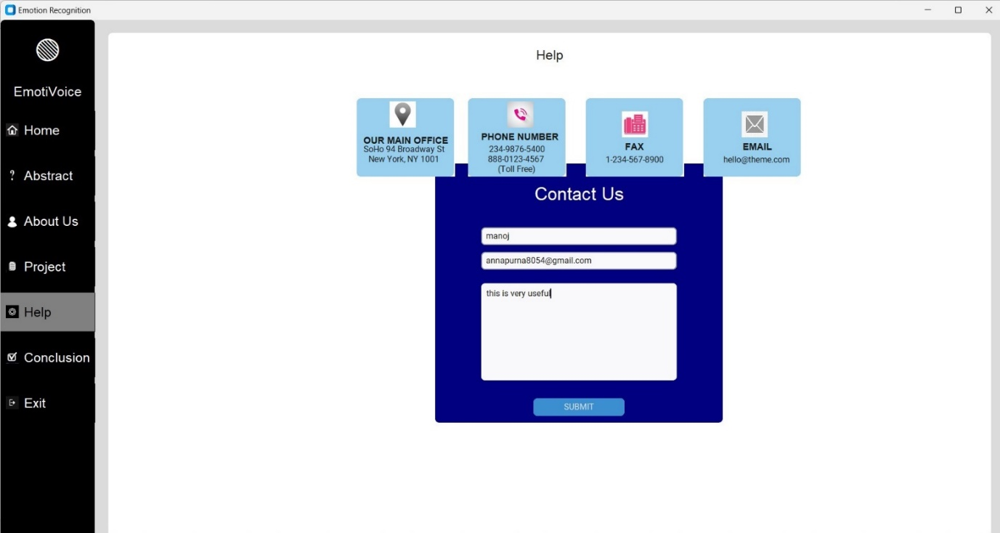 Emotion Recognition
EmotiVoice
Home
? Abstract
About Us
Project
Help
Conclusion
Exit
Help
OUR MAIN OFFICE
SoHo 94 Broadway St
New York, NY 1001
PHONE NUMBER
234-9876-5400
888-0123-4567
(Toll Free)
FAX
1-234-567-8900
EMAIL
hello@theme.com
Contact Us
manoj
annapurna8054@gmail.com
this is very useful
SUBMIT